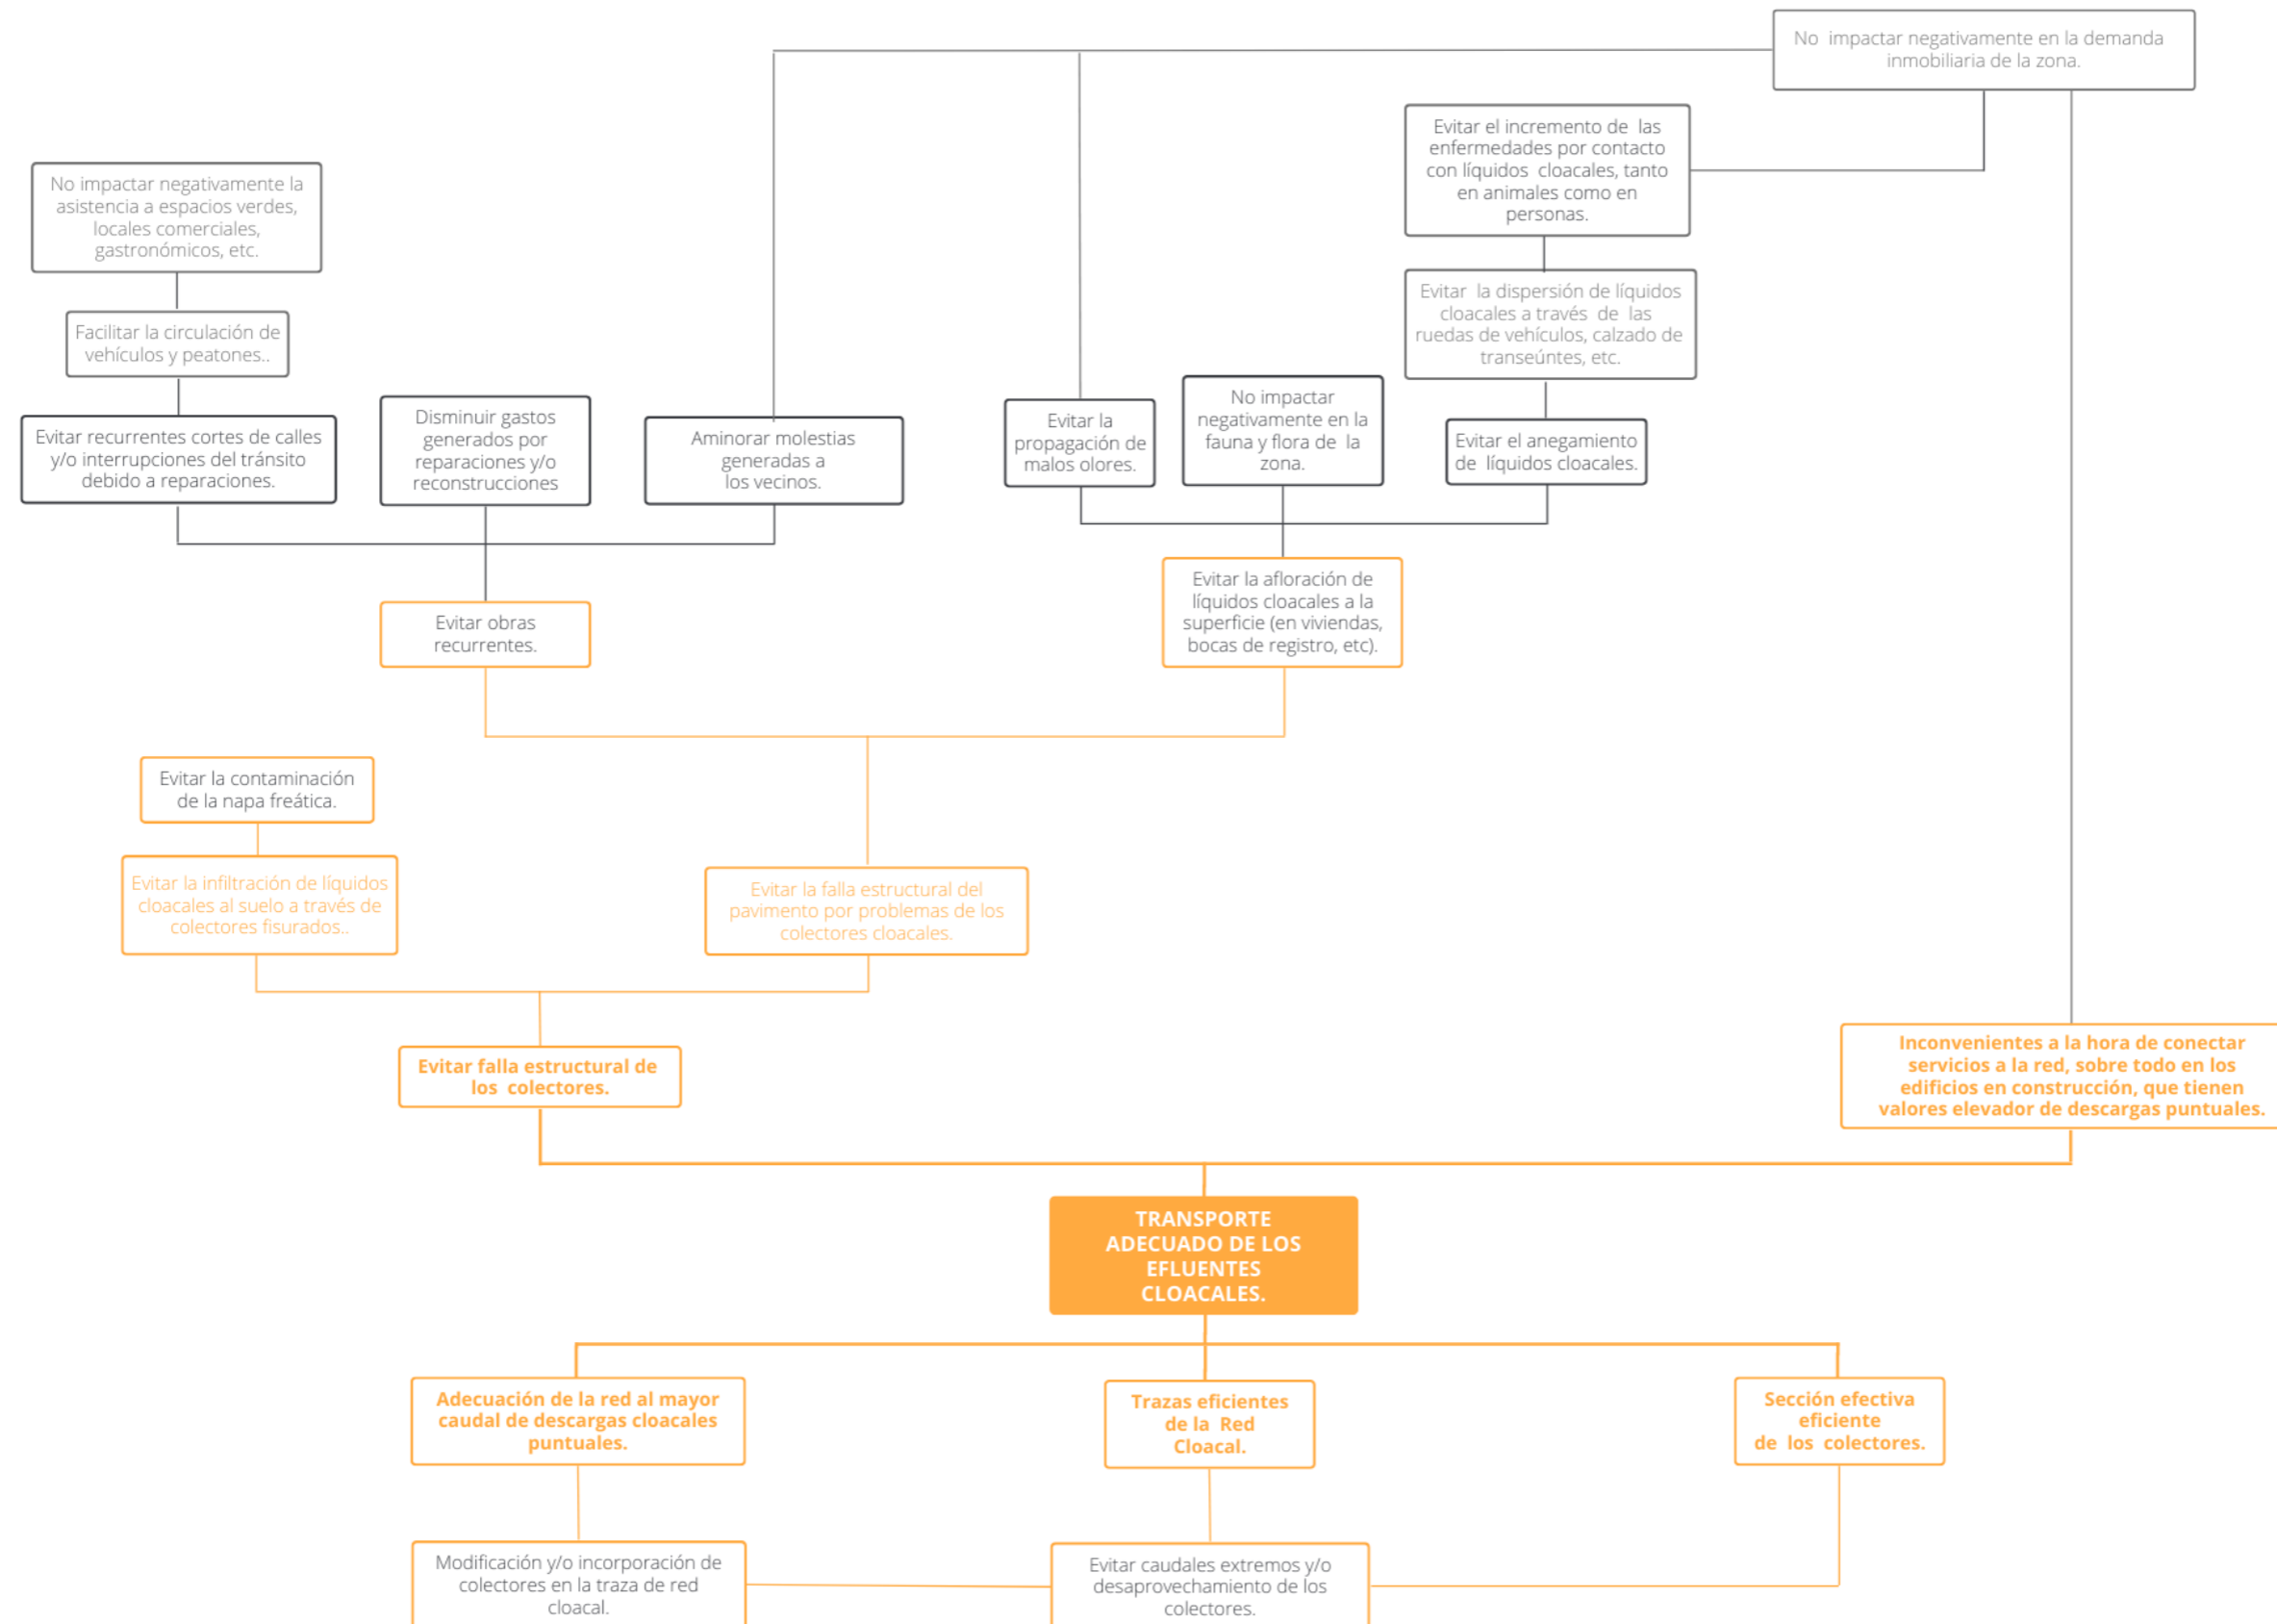 No impactar negativamente en la demanda
inmobiliaria de la zona.
Evitar el incremento de las
enfermedades por contacto
con líquidos cloacales, tanto
en animales como en
personas.
No impactar negativamente la
asistencia a espacios verdes,
locales comerciales,
gastronómicos, etc.
Evitar la dispersión de líquidos
cloacales a través de las
ruedas de vehículos, calzado de
transeúntes, etc.
Facilitar la circulación de
vehículos y peatones..
Evitar recurrentes cortes de calles
y/o interrupciones del tránsito
debido a reparaciones.
Disminuir gastos
generados por
reparaciones y/o
reconstrucciones
Aminorar molestias
generadas a
los vecinos.
Evitar la
propagación de
malos olores.
No impactar
negativamente en la
fauna y flora de la
zona.
Evitar el anegamiento
de líquidos cloacales.
Evitar obras
recurrentes.
Evitar la afloración de
líquidos cloacales a la
superficie (en viviendas,
bocas de registro, etc).
Evitar la contaminación
de la napa freática.
Evitar la infiltración de líquidos
cloacales al suelo a través de
colectores fisurados..
Evitar la falla estructural del
pavimento por problemas de los
colectores cloacales.
Evitar falla estructural de
los colectores.
Inconvenientes a la hora de conectar
servicios a la red, sobre todo en los
edificios en construcción, que tienen
valores elevador de descargas puntuales.
TRANSPORTE
ADECUADO DE LOS
EFLUENTES
CLOACALES.
Adecuación de la red al mayor
caudal de descargas cloacales
puntuales.
Trazas eficientes
de la Red
Cloacal.
Sección efectiva
eficiente
de los colectores.
Modificación y/o incorporación de
colectores en la traza de red
cloacal.
Evitar caudales extremos y/o
desaprovechamiento de los
colectores.